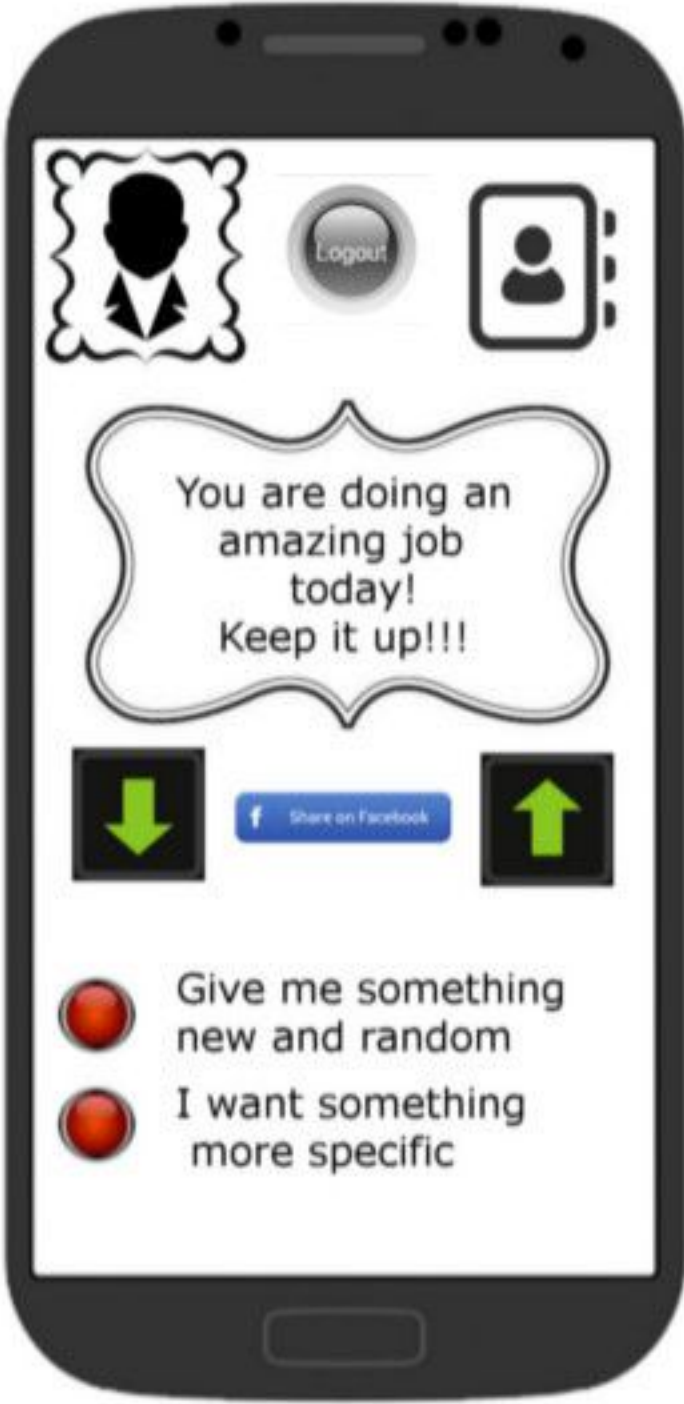 Logout
You are doing an
amazing job
today!
Keep it up!!!
f Share on Facebook
Give me something
new and random
I want something
more specific